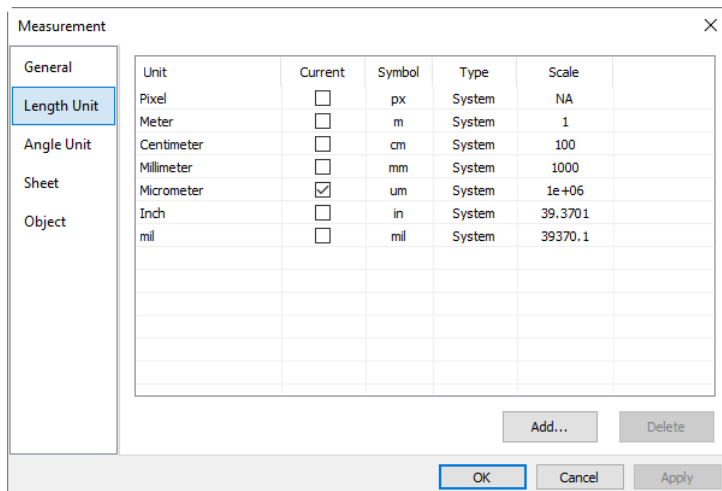 Measurement
General
Length Unit
Angle Unit
Sheet
Object
Unit Current Symbol Type Scale
Pixel px System NA
Meter m System 1
Centimeter cm System 100
Millimeter mm System 1000
Micrometer um System 1e+06
Inch in System 39.3701
mil mil System 39370.1
Add... Delete
OK Cancel Apply